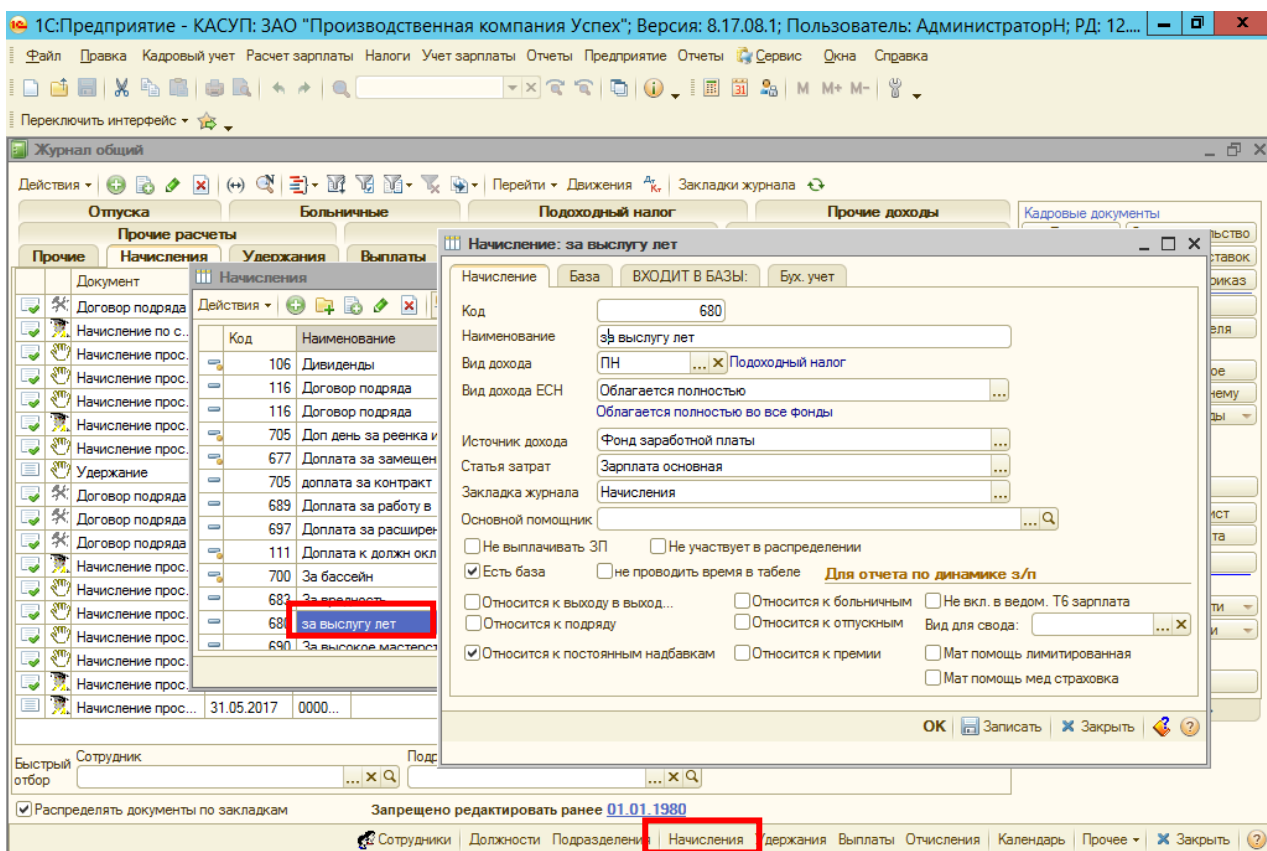 1С:Предприятие - КАСУП: ЗАО "Производственная компания Успех"; Версия: 8.17.08.1; Пользователь: АдминистраторН; РД: 12....
Файл Правка Кадровый учет Расчет зарплаты Налоги Учет зарплаты Отчеты Предприятие Отчеты Сервис Окна Справка
M M+ M-
Переключить интерфейс
Журнал общий
Действия Перейти Движения Закладки журнала
Отпуска Больничные Подоходный налог Прочие доходы Кадровые документы
Прочие расчеты
Прочие Начисления Удержания Выплаты
Документ
Договор подряда
Начисление по с..
Начисление прос.
Начисление прос.
Начисление прос.
Начисление прос.
Начисление прос.
Удержание
Договор подряда
Договор подряда
Договор подряда
Начисление прос.
Начисление прос.
Начисление прос.
Начисление прос.
Начисление прос.
Начисление прос.
Начисление прос... 31.05.2017 0000...
Начисления
Действия
Код Наименование
106 Дивиденды
116 Договор подряда
116 Договор подряда
705 Доп день за реенка и
677 Доплата за замещен
705 доплата за контракт
689 Доплата за работу в
697 Доплата за расширен
111 Доплата к должн окл
700 За бассейн
683 За вредность
680 за выслугу лет
690 За высокое мастерст
Начисление: за выслугу лет
Начисление База ВХОДИТ В БАЗЫ: Бух. учет
Код 680
Наименование за выслугу лет
Вид дохода ПН ... Подоходный налог
Вид дохода ЕСН Облагается полностью ...
Облагается полностью во все фонды
Источник дохода Фонд заработной платы ...
Статья затрат Зарплата основная ...
Закладка журнала Начисления ...
Основной помощник ...
Не выплачивать ЗП Не участвует в распределении
Есть база не проводить время в табеле Для отчета по динамике з/п
Относится к выходу в выход... Относится к больничным Не вкл. в ведом. Т6 зарплата
Относится к подряду Относится к отпускным Вид для свода: ...
Относится к постоянным надбавкам Относится к премии Мат помощь лимитированная
Мат помощь мед страховка
OK Записать Закрыть
ьство
ставок
риказ
еля
ое
нему
ды
ист
та
ти
и
Быстрый отбор Сотрудник ... Подр ...
Распределять документы по закладкам Запрещено редактировать ранее 01.01.1980
Сотрудники Должности Подразделения Начисления Удержания Выплаты Отчисления Календарь Прочее Закрыть